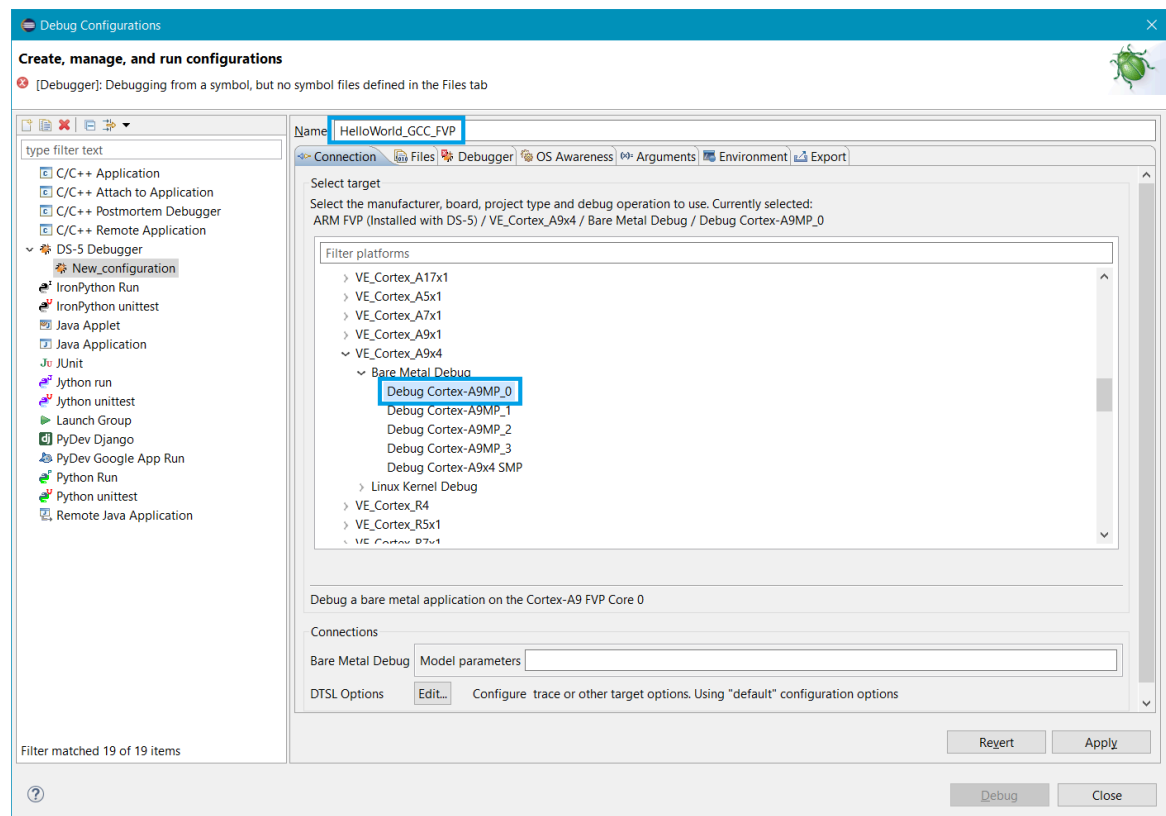 Debug Configurations
Create, manage, and run configurations
[Debugger]: Debugging from a symbol, but no symbol files defined in the Files tab
type filter text
C/C++ Application
C/C++ Attach to Application
C/C++ Postmortem Debugger
C/C++ Remote Application
DS-5 Debugger
New_configuration
IronPython Run
IronPython unittest
Java Applet
Java Application
Ju JUnit
Jython run
Jython unittest
Launch Group
dj PyDev Django
PyDev Google App Run
Python Run
Python unittest
Remote Java Application
Filter matched 19 of 19 items
Name HelloWorld_GCC_FVP
Connection Files Debugger OS Awareness Arguments Environment Export
Select target
Select the manufacturer, board, project type and debug operation to use. Currently selected:
ARM FVP (Installed with DS-5) / VE_Cortex_A9x4 / Bare Metal Debug / Debug Cortex-A9MP_0
Filter platforms
VE_Cortex_A17x1
VE_Cortex_A5x1
VE_Cortex_A7x1
VE_Cortex_A9x1
VE_Cortex_A9x4
Bare Metal Debug
Debug Cortex-A9MP_0
Debug Cortex-A9MP_1
Debug Cortex-A9MP_2
Debug Cortex-A9MP_3
Debug Cortex-A9x4 SMP
Linux Kernel Debug
VE_Cortex_R4
VE_Cortex_R5x1
VE_Cortex_R7x1
Debug a bare metal application on the Cortex-A9 FVP Core 0
Connections
Bare Metal Debug Model parameters
DTSL Options Edit... Configure trace or other target options. Using "default" configuration options
Revert Apply
Debug Close